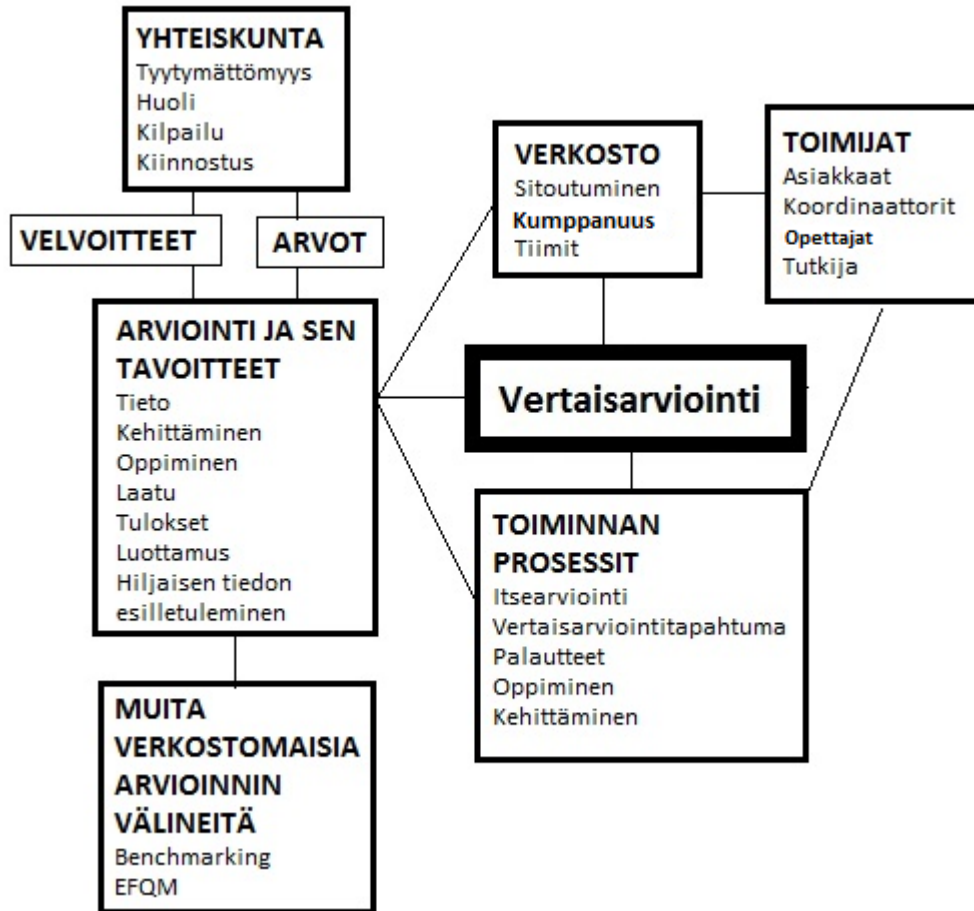 YHTEISKUNTA
Tyytymättömyys
Huoli
Kilpailu
Kiinnostus
VELVOITTEET
ARVOT
ARVIOINTI JA SEN
TAVOITTEET
Tieto
Kehittäminen
Oppiminen
Laatu
Tulokset
Luottamus
Hiljaisen tiedon
esilletuleminen
MUITA
VERKOSTOMAISIA
ARVIOINNIN
VÄLINEITÄ
Benchmarking
EFQM
VERKOSTO
Sitoutuminen
Kumppanuus
Tiimit
TOIMIJAT
Asiakkaat
Koordinaattorit
Opettajat
Tutkija
Vertaisarviointi
TOIMINNAN
PROSESSIT
Itsearviointi
Vertaisarviointitapahtuma
Palautteet
Oppiminen
Kehittäminen